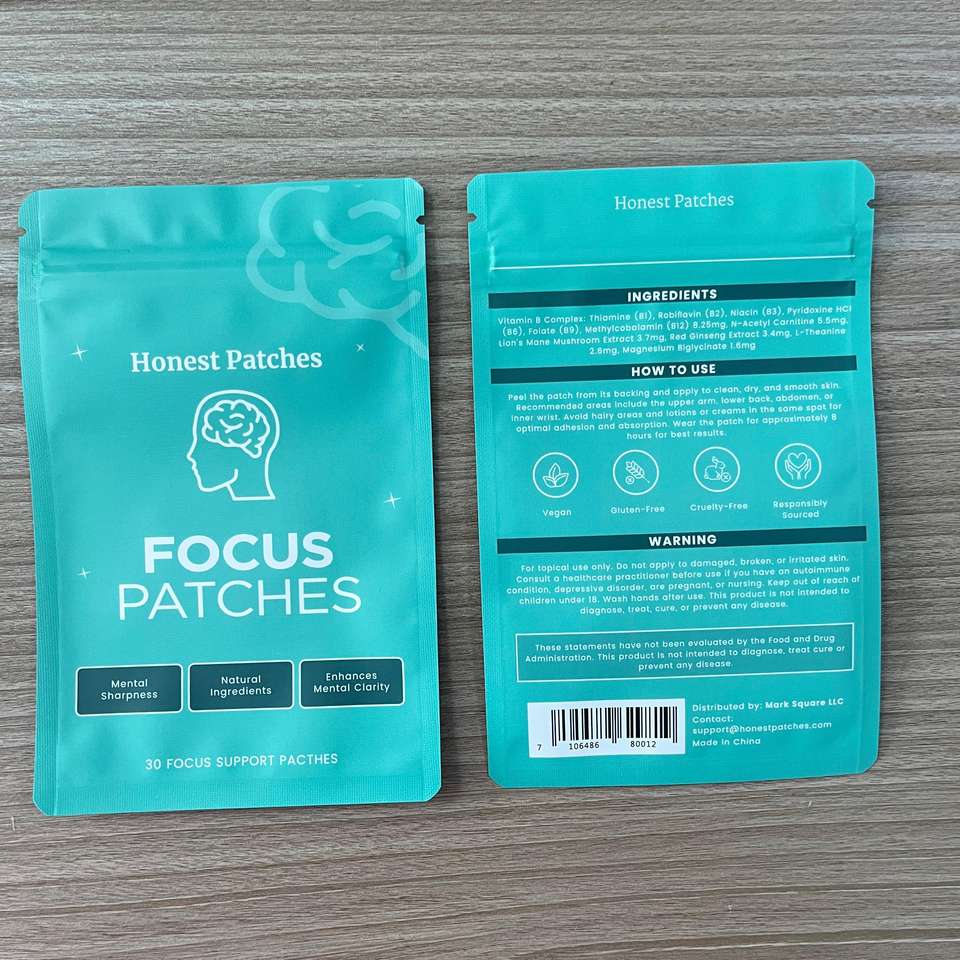 Honest Patches
FOCUS
PATCHES
Mental
Sharpness
Natural
Ingredients
Enhances
Mental Clarity
30 FOCUS SUPPORT PACTHES
Honest Patches
INGREDIENTS
Vitamin B Complex: Thiamine (B1), Robiflavin (B2), Niacin (B3), Pyridoxine HCl
(B6), Folate (B9), Methylcobalamin (B12) 8.25mg, N-Acetyl Carnitine 5.5mg,
Lion's Mane Mushroom Extract 3.7mg, Red Ginseng Extract 3.4mg, L-Theanine
2.6mg, Magnesium Biglycinate 1.6mg
HOW TO USE
Peel the patch from its backing and apply to clean, dry, and smooth skin.
Recommended areas include the upper arm, lower back, abdomen, or
inner wrist. Avoid hairy areas and lotions or creams in the same spot for
optimal adhesion and absorption. Wear the patch for approximately 8
hours for best results.
Vegan
Gluten-Free
Cruelty-Free
Responsibly
Sourced
WARNING
For topical use only. Do not apply to damaged, broken, or irritated skin.
Consult a healthcare practitioner before use if you have an autoimmune
condition, depressive disorder, are pregnant, or nursing. Keep out of reach of
children under 18. Wash hands after use. This product is not intended to
diagnose, treat, cure, or prevent any disease.
These statements have not been evaluated by the Food and Drug
Administration. This product is not intended to diagnose, treat cure or
prevent any disease.
7 106486 80012
Distributed by: Mark Square LLC
Contact:
support@honestpatches.com
Made in China